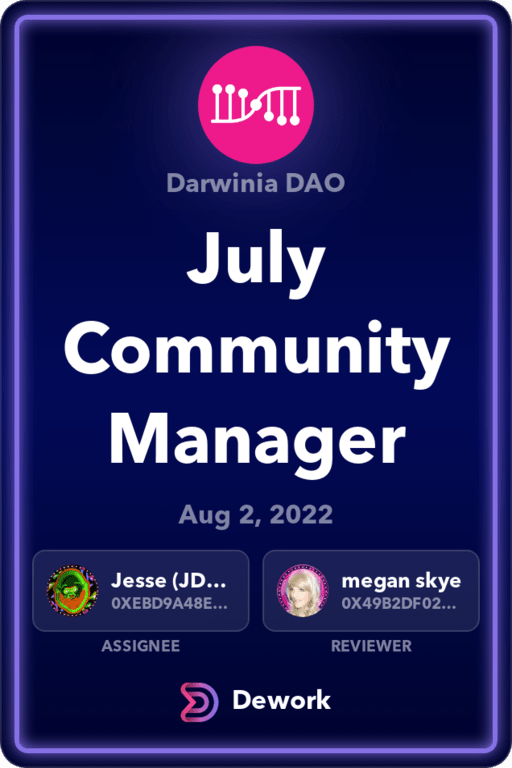 Darwinia DAO
July
Community
Manager
Aug 2, 2022
Jesse (JD...
0XEBD9A48E...
ASSIGNEE
megan skye
0X49B2DF02...
REVIEWER
Dework